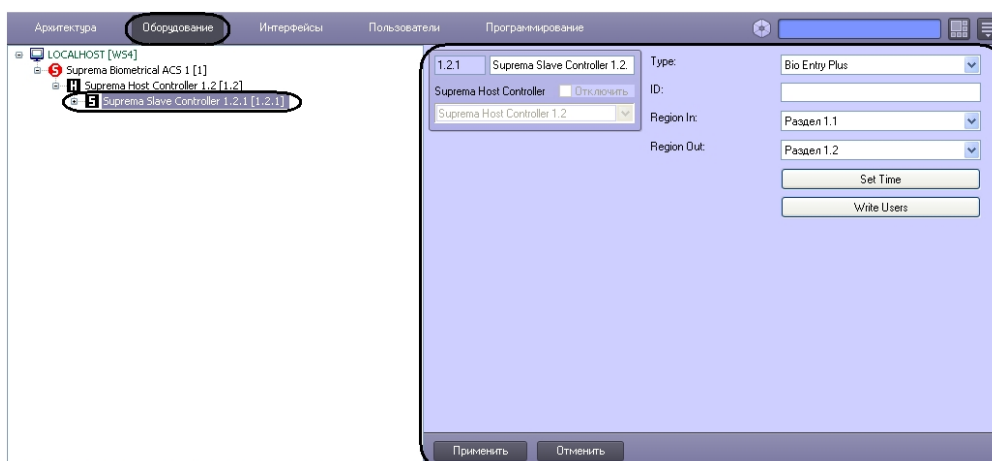 Архитектура Оборудование Интерфейсы Пользователи Программирование
LOCALHOST [WS4]
S Suprema Biometrical ACS 1 [1]
H Suprema Host Controller 1.2 [1.2]
S Suprema Slave Controller 1.2.1 [1.2.1]
1.2.1 Suprema Slave Controller 1.2.
Suprema Host Controller Отключить
Suprema Host Controller 1.2
Type: Bio Entry Plus
ID:
Region In: Раздел 1.1
Region Out: Раздел 1.2
Set Time
Write Users
Применить Отменить